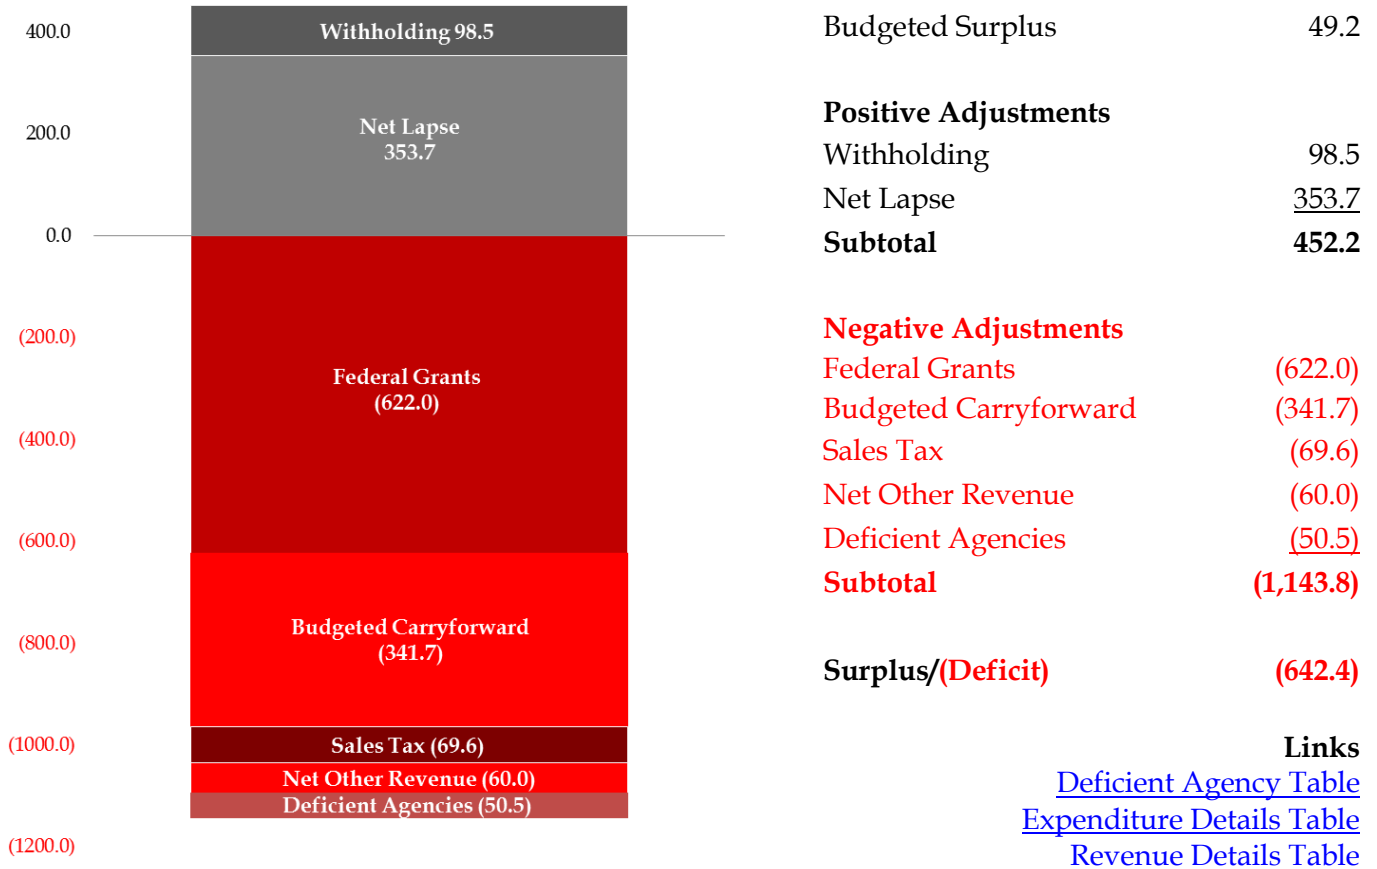 400.0
200.0
0.0
(200.0)
(400.0)
(600.0)
(800.0)
(1000.0)
(1200.0)
Withholding 98.5
Net Lapse
353.7
Federal Grants
(622.0)
Budgeted Carryforward
(341.7)
Sales Tax (69.6)
Net Other Revenue (60.0)
Deficient Agencies (50.5)
Budgeted Surplus 49.2
Positive Adjustments
Withholding 98.5
Net Lapse 353.7
Subtotal 452.2
Negative Adjustments
Federal Grants (622.0)
Budgeted Carryforward (341.7)
Sales Tax (69.6)
Net Other Revenue (60.0)
Deficient Agencies (50.5)
Subtotal (1,143.8)
Surplus/(Deficit) (642.4)
Links
Deficient Agency Table
Expenditure Details Table
Revenue Details Table